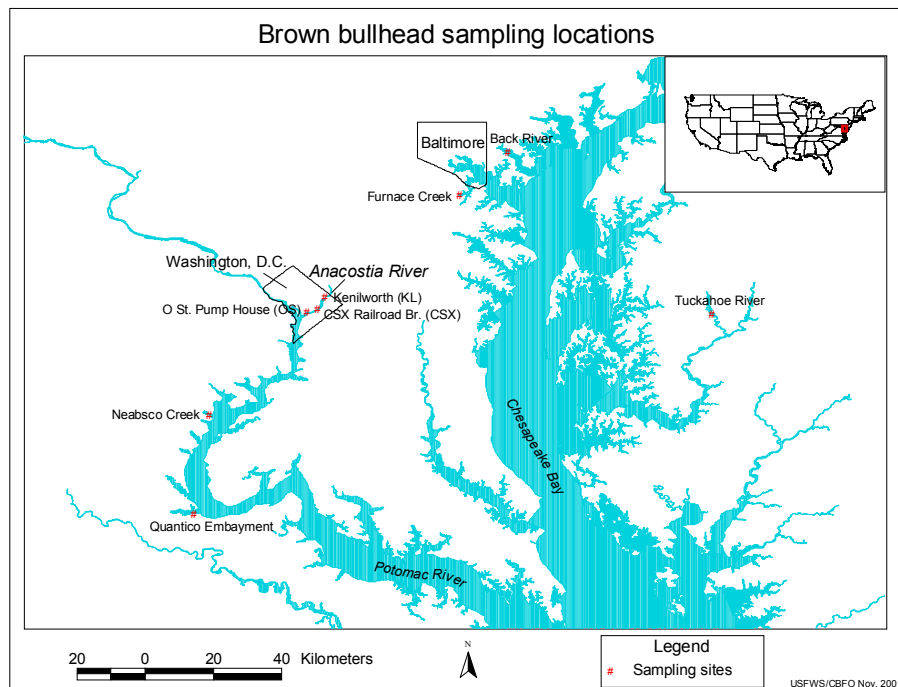 Brown bullhead sampling locations
Baltimore
Back River
Furnace Creek
Washington, D.C.
Anacostia River
Kenilworth (KL)
O St. Pump House (OS)
CSX Railroad Br. (CSX)
Tuckahoe River
Neabsco Creek
Chesapeake Bay
Quantico Embayment
Potomac River
20 0 20 40 Kilometers
N
Legend
# Sampling sites
USFWS/CBFO Nov. 200